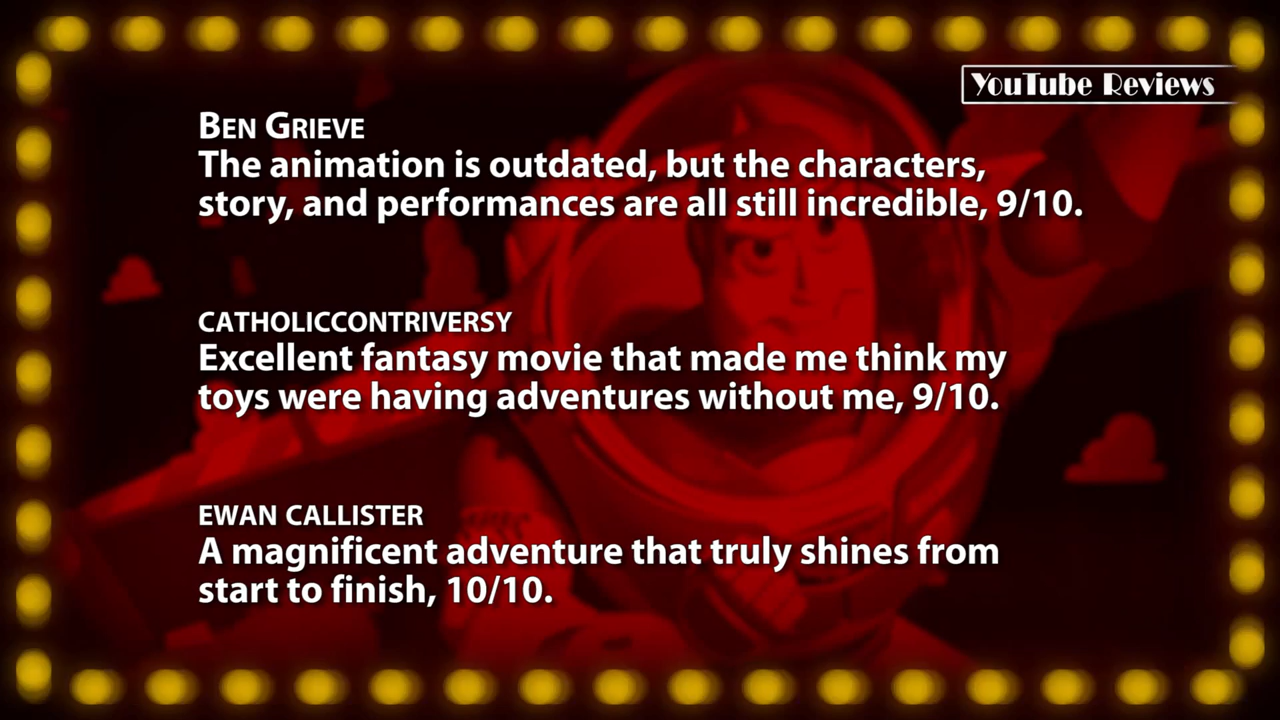 YouTube Reviews
Ben Grieve
The animation is outdated, but the characters,
story, and performances are all still incredible, 9/10.
CATHOLICCONTRIVERSY
Excellent fantasy movie that made me think my
toys were having adventures without me, 9/10.
EWAN CALLISTER
A magnificent adventure that truly shines from
start to finish, 10/10.